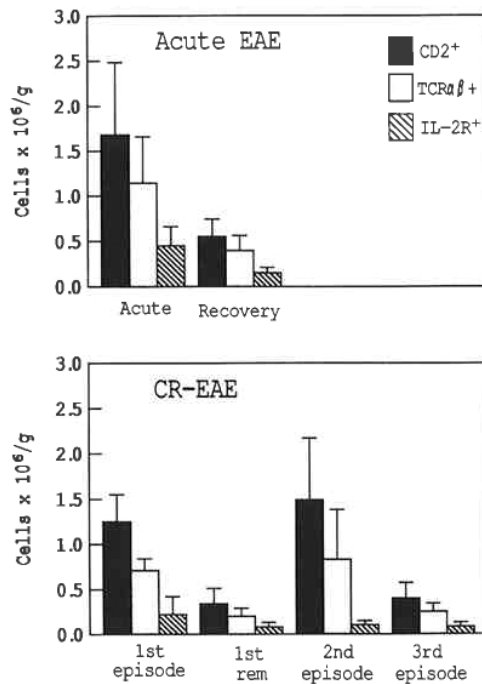 Acute EAE
CD2⁺
TCRαβ+
IL-2R⁺
Cells x 10⁶/g
3.0
2.5
2.0
1.5
1.0
0.5
0.0
Acute Recovery
CR-EAE
Cells x 10⁶/g
3.0
2.5
2.0
1.5
1.0
0.5
0.0
1st episode
1st rem
2nd episode
3rd episode